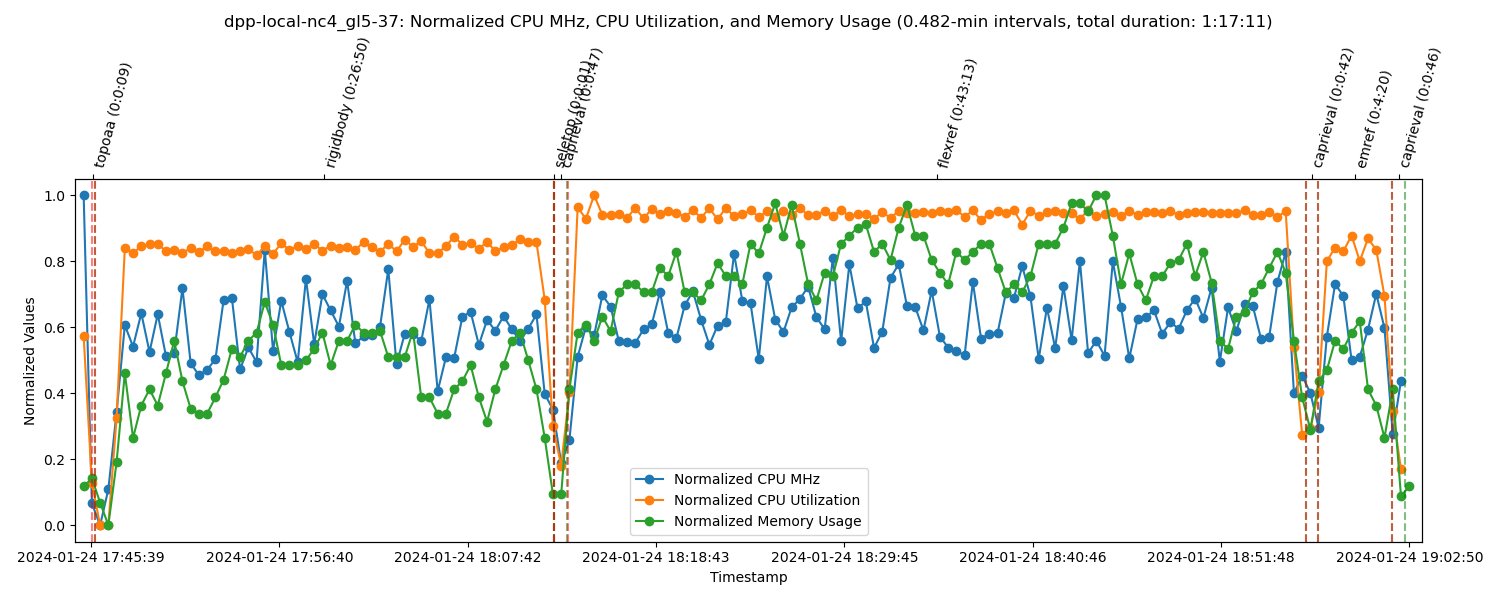 dpp-local-nc4_gl5-37: Normalized CPU MHz, CPU Utilization, and Memory Usage (0.482-min intervals, total duration: 1:17:11)
topoaa (0:0:09)
rigidbody (0:26:50)
seletop (0:0:01)
caprieval (0:0:47)
flexref (0:43:13)
caprieval (0:0:42)
emref (0:4:20)
caprieval (0:0:46)
Normalized Values
1.0
0.8
0.6
0.4
0.2
0.0
Normalized CPU MHz
Normalized CPU Utilization
Normalized Memory Usage
2024-01-24 17:45:39
2024-01-24 17:56:40
2024-01-24 18:07:42
2024-01-24 18:18:43
2024-01-24 18:29:45
2024-01-24 18:40:46
2024-01-24 18:51:48
2024-01-24 19:02:50
Timestamp